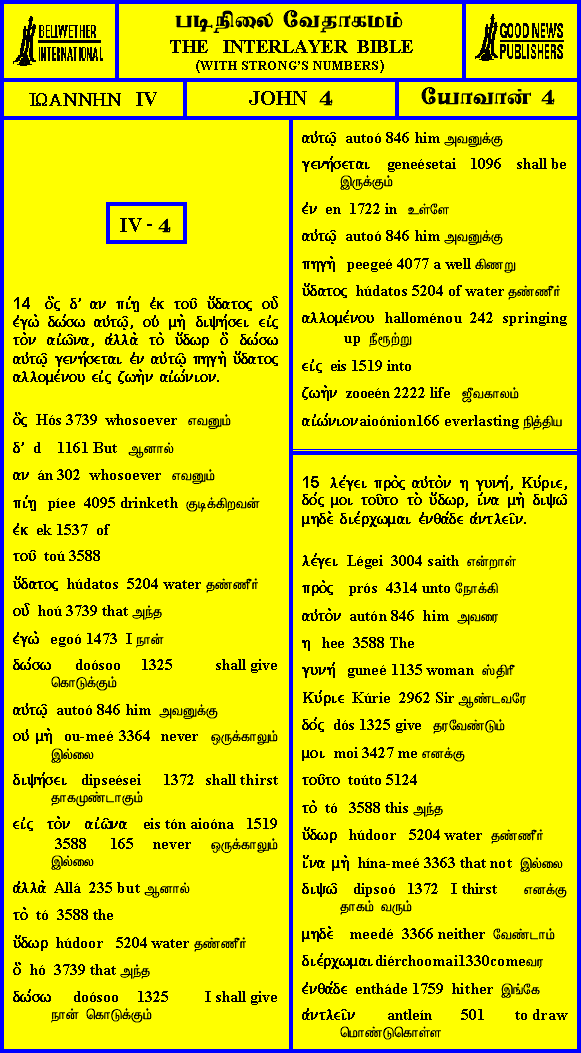 BELLWETHER
INTERNATIONAL
படிநிலை வேதாகமம்
THE INTERLAYER BIBLE
(WITH STRONG'S NUMBERS)
GOOD NEWS
PUBLISHERS
ΙΩΑΝΝΗΝ IV
JOHN 4
யோவான் 4
IV - 4
14 ὃς δ' αν πίῃ ἐκ τοῦ ὕδατος οὗ
ἐγὼ δώσω αὐτῷ, οὐ μὴ διψήσει εἰς
τὸν αἰῶνα, ἀλλὰ τὸ ὕδωρ ὃ δώσω
αὐτῷ γενήσεται ἐν αὐτῷ πηγὴ ὕδατος
αλλομένου εἰς ζωὴν αἰώνιον.
ὃς Hós 3739 whosoever எவனும்
δ' d 1161 But ஆனால்
αν án 302 whosoever எவனும்
πίῃ píee 4095 drinketh குடிக்கிறவன்
ἐκ ek 1537 of
τοῦ toú 3588
ὕδατος húdatos 5204 water தண்ணீர்
οὗ hoú 3739 that அந்த
ἐγὼ egoó 1473 I நான்
δώσω doósoo 1325 shall give
கொடுக்கும்
αὐτῷ autoó 846 him அவனுக்கு
οὐ μὴ ou-meé 3364 never ஒருக்காலும்
இல்லை
διψήσει dipseései 1372 shall thirst
தாகமுண்டாகும்
εἰς τὸν αἰῶνα eis tón aioóna 1519
3588 165 never ஒருக்காலும்
இல்லை
ἀλλὰ Allá 235 but ஆனால்
τὸ tó 3588 the
ὕδωρ húdoor 5204 water தண்ணீர்
ὃ hó 3739 that அந்த
δώσω doósoo 1325 I shall give
நான் கொடுக்கும்
αὐτῷ autoó 846 him அவனுக்கு
γενήσεται geneésetai 1096 shall be
இருக்கும்
ἐν en 1722 in உள்ளே
αὐτῷ autoó 846 him அவனுக்கு
πηγὴ peegeé 4077 a well கிணறு
ὕδατος húdatos 5204 of water தண்ணீர்
αλλομένου halloménou 242 springing
up நீரூற்று
εἰς eis 1519 into
ζωὴν zooeén 2222 life ஜீவகாலம்
αἰώνιον aioónion166 everlasting நித்திய
15 λέγει πρὸς αὐτὸν η γυνή, Κύριε,
δός μοι τοῦτο τὸ ὕδωρ, ἵνα μὴ διψῶ
μηδὲ διέρχωμαι ἐνθάδε ἀντλεῖν.
λέγει Légei 3004 saith என்றாள்
πρὸς prós 4314 unto நோக்கி
αὐτὸν autón 846 him அவரை
η hee 3588 The
γυνή guneé 1135 woman ஸ்திரீ
Κύριε Kúrie 2962 Sir ஆண்டவரே
δός dós 1325 give தரவேண்டும்
μοι moi 3427 me எனக்கு
τοῦτο toúto 5124
τὸ tó 3588 this அந்த
ὕδωρ húdoor 5204 water தண்ணீர்
ἵνα μὴ hína-meé 3363 that not இல்லை
διψῶ dipsoó 1372 I thirst எனக்கு
தாகம் வரும்
μηδὲ meedé 3366 neither வேண்டாம்
διέρχωμαι diérchoomai1330comeவர
ἐνθάδε entháde 1759 hither இங்கே
ἀντλεῖν antleín 501 to draw
மொண்டுகொள்ள